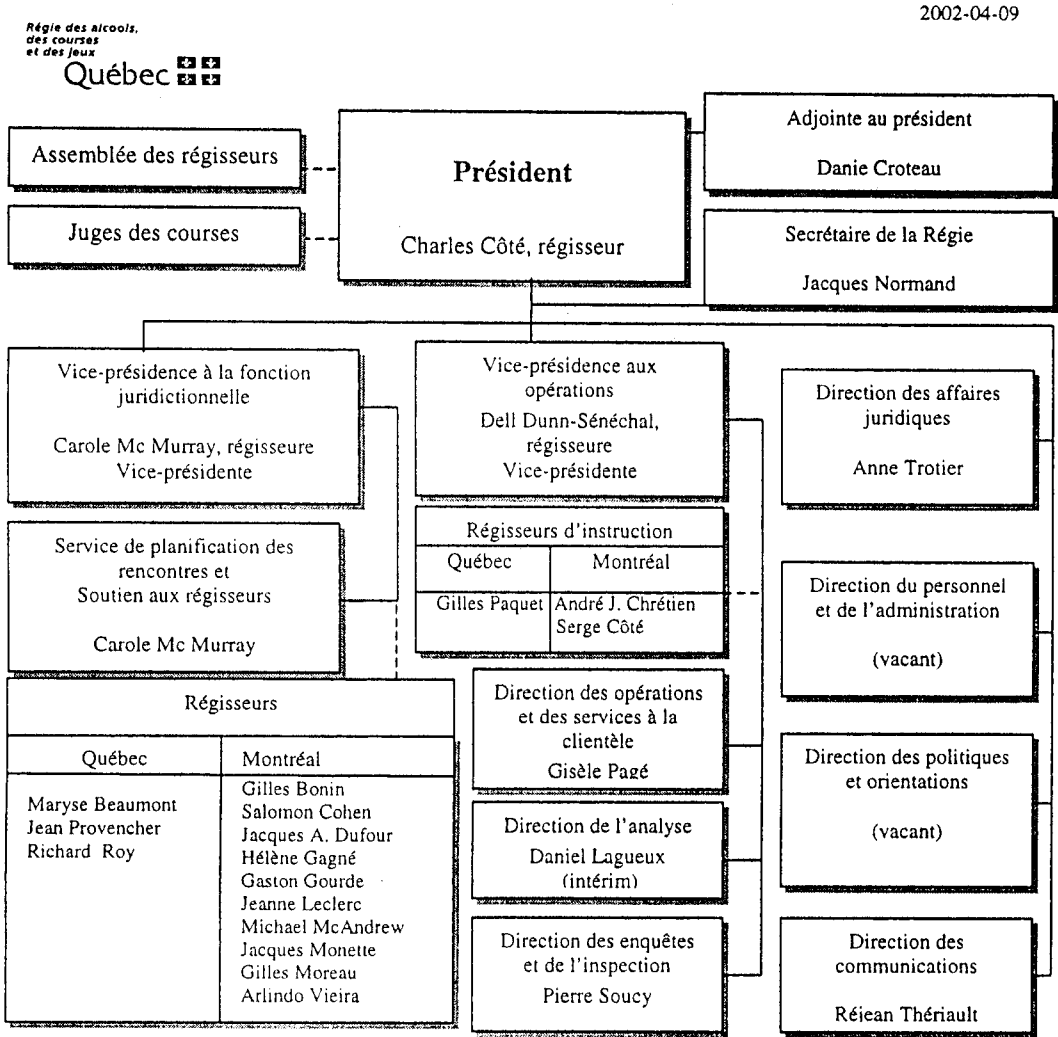 2002-04-09
Régie des alcools,
des courses
et des jeux
Québec
Assemblée des régisseurs
Juges des courses
Président
Charles Côté, régisseur
Adjointe au président
Danie Croteau
Secrétaire de la Régie
Jacques Normand
Vice-présidence à la fonction
juridictionnelle
Carole Mc Murray, régisseure
Vice-présidente
Service de planification des
rencontres et
Soutien aux régisseurs
Carole Mc Murray
Régisseurs
Québec
Maryse Beaumont
Jean Provencher
Richard Roy
Montréal
Gilles Bonin
Salomon Cohen
Jacques A. Dufour
Hélène Gagné
Gaston Gourde
Jeanne Leclerc
Michael McAndrew
Jacques Monette
Gilles Moreau
Arlindo Vieira
Vice-présidence aux
opérations
Dell Dunn-Sénéchal,
régisseure
Vice-présidente
Régisseurs d'instruction
Québec
Gilles Paquet
Montréal
André J. Chrétien
Serge Côté
Direction des opérations
et des services à la
clientèle
Gisèle Pagé
Direction de l'analyse
Daniel Lagueux
(intérim)
Direction des enquêtes
et de l'inspection
Pierre Soucy
Direction des affaires
juridiques
Anne Trotier
Direction du personnel
et de l'administration
(vacant)
Direction des politiques
et orientations
(vacant)
Direction des
communications
Réjean Thériault